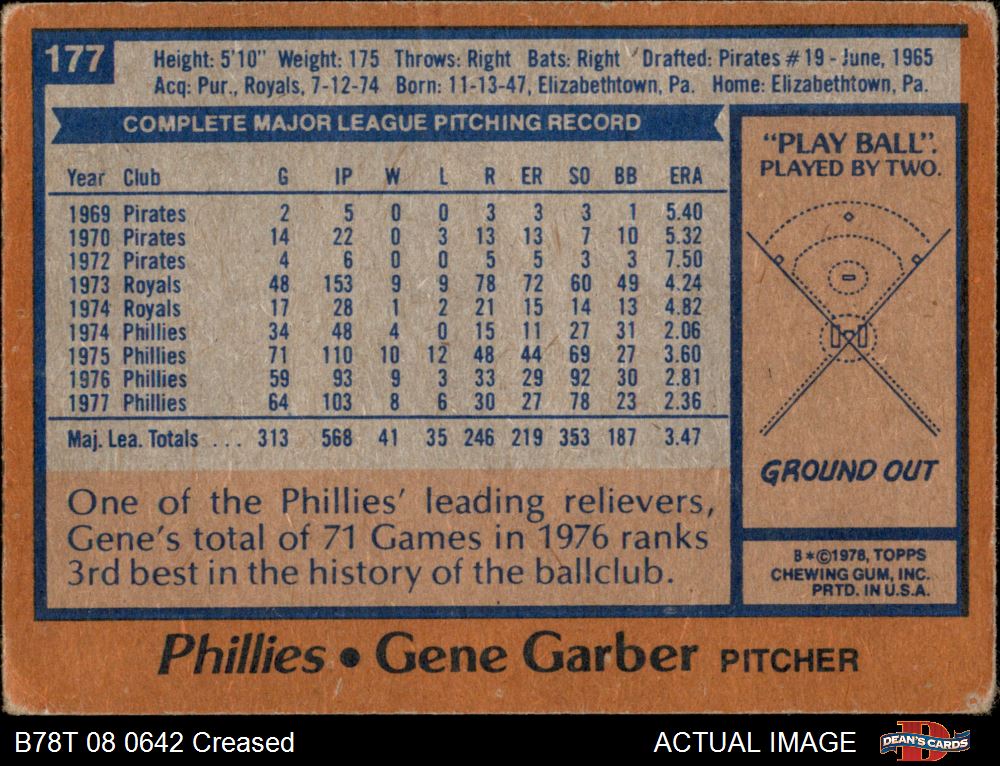 177
Height: 5'10" Weight: 175 Throws: Right Bats: Right Drafted: Pirates #19 - June, 1965
Acq: Pur., Royals, 7-12-74 Born: 11-13-47, Elizabethtown, Pa. Home: Elizabethtown, Pa.
COMPLETE MAJOR LEAGUE PITCHING RECORD
Year Club G IP W L R ER SO BB ERA
1969 Pirates 2 5 0 0 3 3 3 1 5.40
1970 Pirates 14 22 0 3 13 13 7 10 5.32
1972 Pirates 4 6 0 0 5 5 3 3 7.50
1973 Royals 48 153 9 9 78 72 60 49 4.24
1974 Royals 17 28 1 2 21 15 14 13 4.82
1974 Phillies 34 48 4 0 15 11 27 31 2.06
1975 Phillies 71 110 10 12 48 44 69 27 3.60
1976 Phillies 59 93 9 3 33 29 92 30 2.81
1977 Phillies 64 103 8 6 30 27 78 23 2.36
Maj. Lea. Totals ... 313 568 41 35 246 219 353 187 3.47
One of the Phillies' leading relievers,
Gene's total of 71 Games in 1976 ranks
3rd best in the history of the ballclub.
"PLAY BALL".
PLAYED BY TWO.
GROUND OUT
B*©1978, TOPPS
CHEWING GUM, INC.
PRTD. IN U.S.A.
Phillies • Gene Garber PITCHER
B78T 08 0642 Creased
ACTUAL IMAGE
D
DEAN'S CARDS